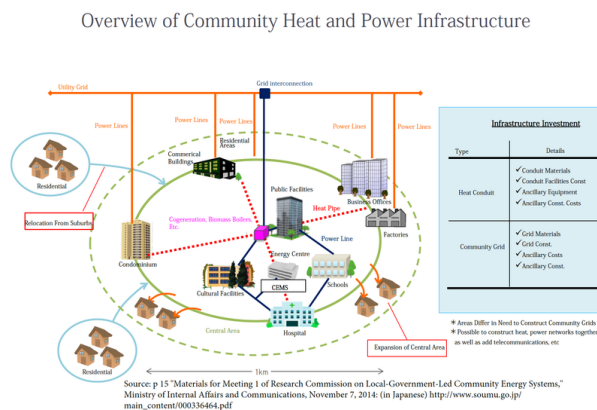 Overview of Community Heat and Power Infrastructure
Grid interconnection
Utility Grid
Power Lines
Power Lines
Power Lines
Power Lines
Power Lines
Residential
Areas
Commerical
Buildings
Residential
Relocation From Suburbs
Public Facilities
Business Offices
Cogeneration, Biomass Boilers,
Etc.
Heat Pipe
Factories
Power Line
Condominium
Energy Centre
CEMS
Schools
Cultural Facilities
Hospital
Central Area
Residential
Expansion of Central Area
1km
Infrastructure Investment
Type
Details
Heat Conduit
✓Conduit Materials
✓Conduit Facilities Const
✓Ancillary Equipment
✓Ancillary Const. Costs
Community Grid
✓Grid Materials
✓Grid Const.
✓Ancillary Costs
✓Ancillary Const.
*Areas Differ in Need to Construct Community Grids
*Possible to construct heat, power networks together
as well as add telecommunications, etc
Source: p 15 "Materials for Meeting 1 of Research Commission on Local-Government-Led Community Energy Systems,"
Ministry of Internal Affairs and Communications, November 7, 2014: (in Japanese) http://www.soumu.go.jp/
main_content/000336464.pdf